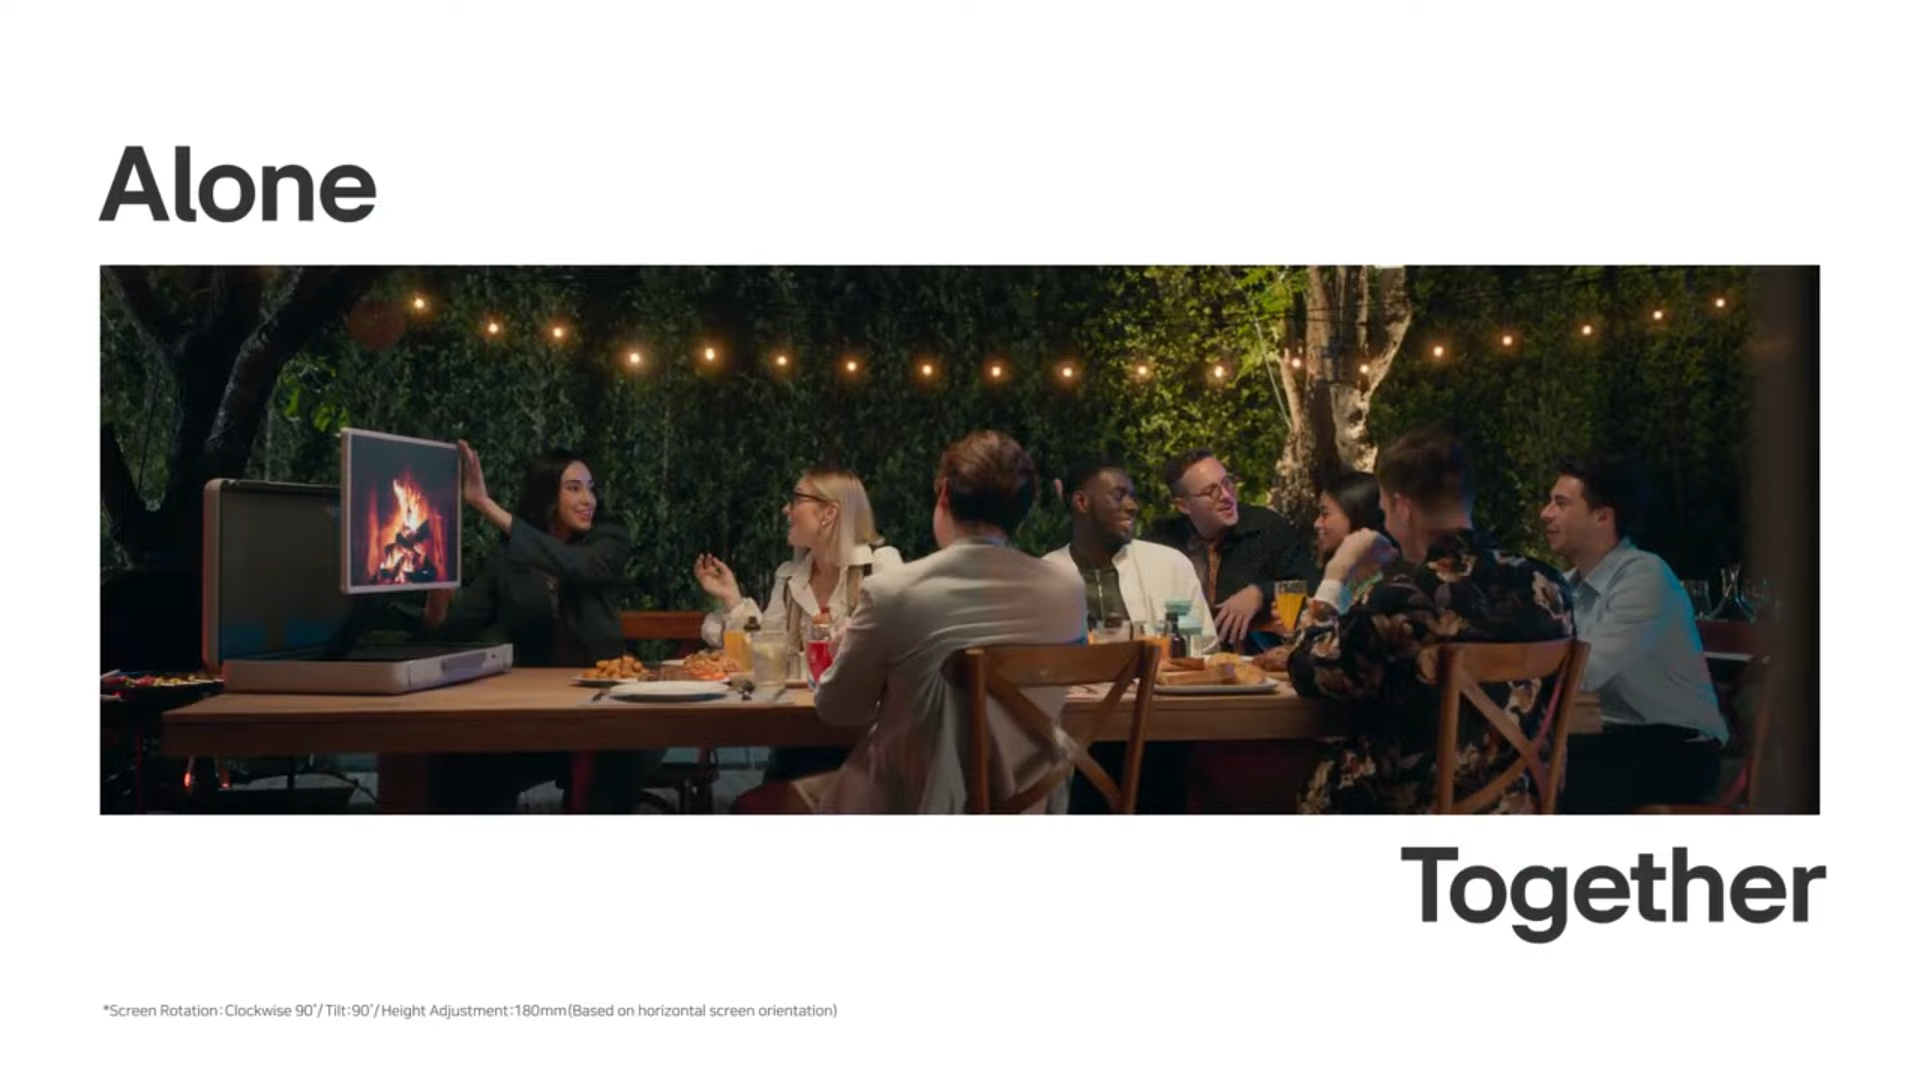 Alone
Together
*Screen Rotation:Clockwise 90°/Tilt:90°/Height Adjustment:180mm(Based on horizontal screen orientation)